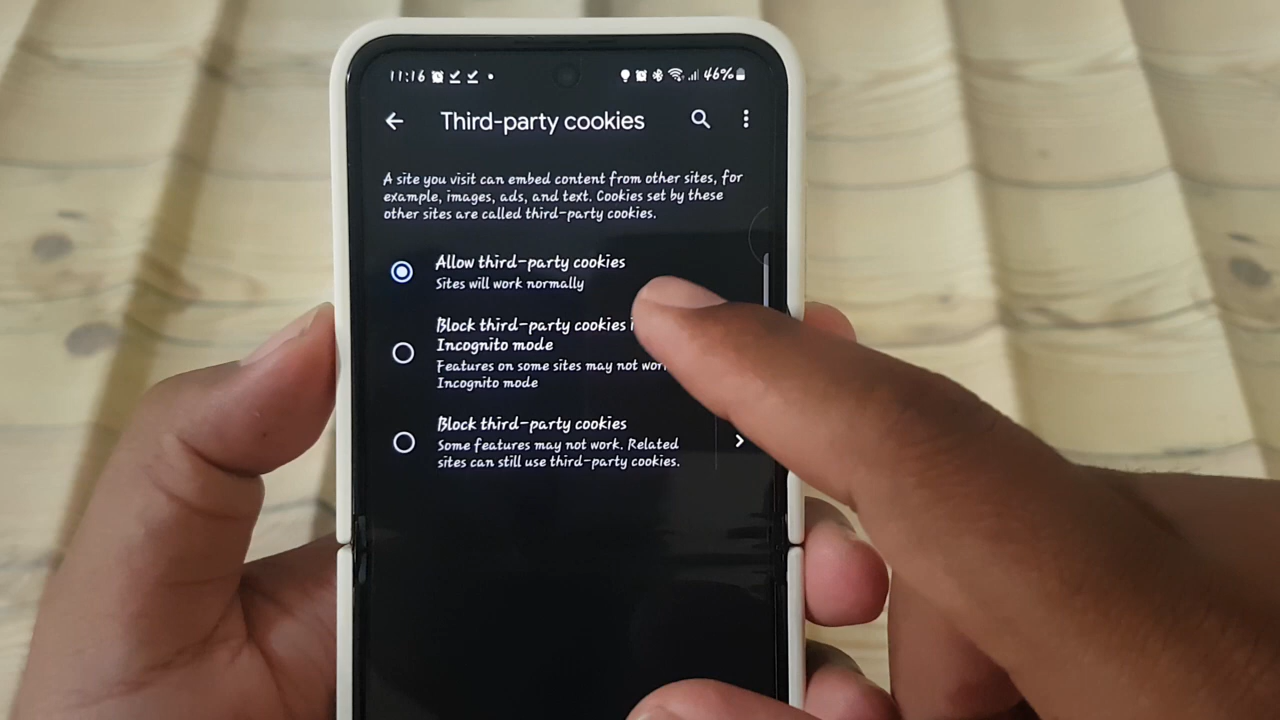 11:16 46%
Third-party cookies
A site you visit can embed content from other sites, for
example, images, ads, and text. Cookies set by these
other sites are called third-party cookies.
Allow third-party cookies
Sites will work normally
Block third-party cookies
Incognito mode
Features on some sites may not work
Incognito mode
Block third-party cookies
Some features may not work. Related
sites can still use third-party cookies.